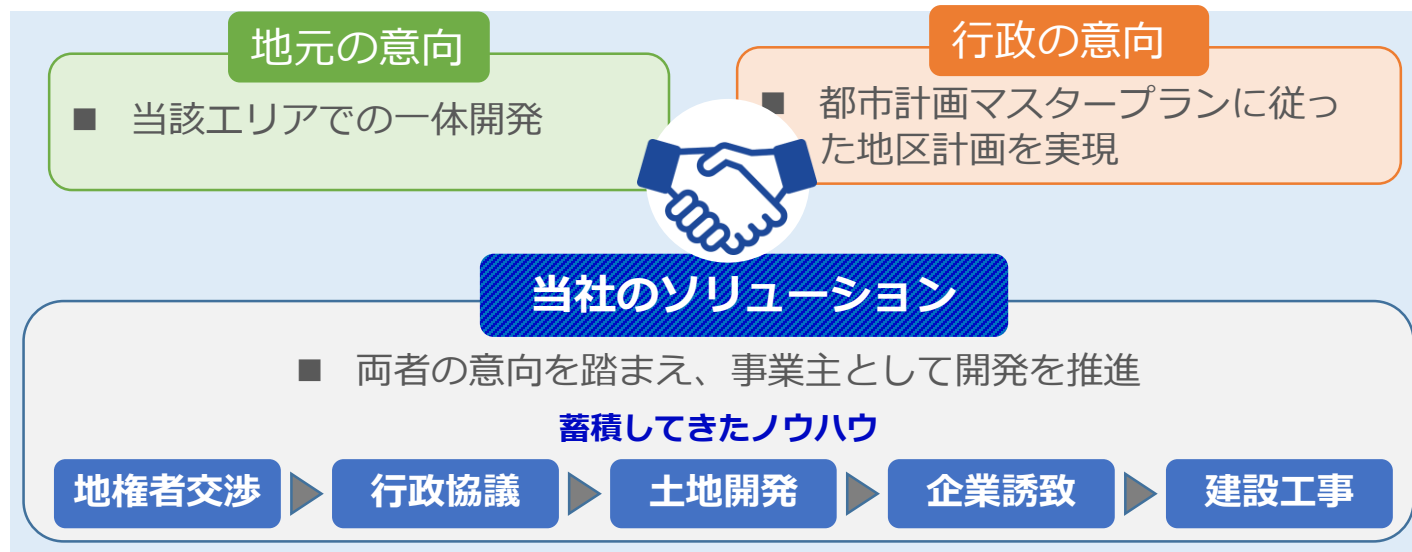 地元の意向
■ 当該エリアでの一体開発
行政の意向
■ 都市計画マスタープランに従っ
た地区計画を実現
当社のソリューション
■ 両者の意向を踏まえ、事業主として開発を推進
蓄積してきたノウハウ
地権者交渉
行政協議
土地開発
企業誘致
建設工事